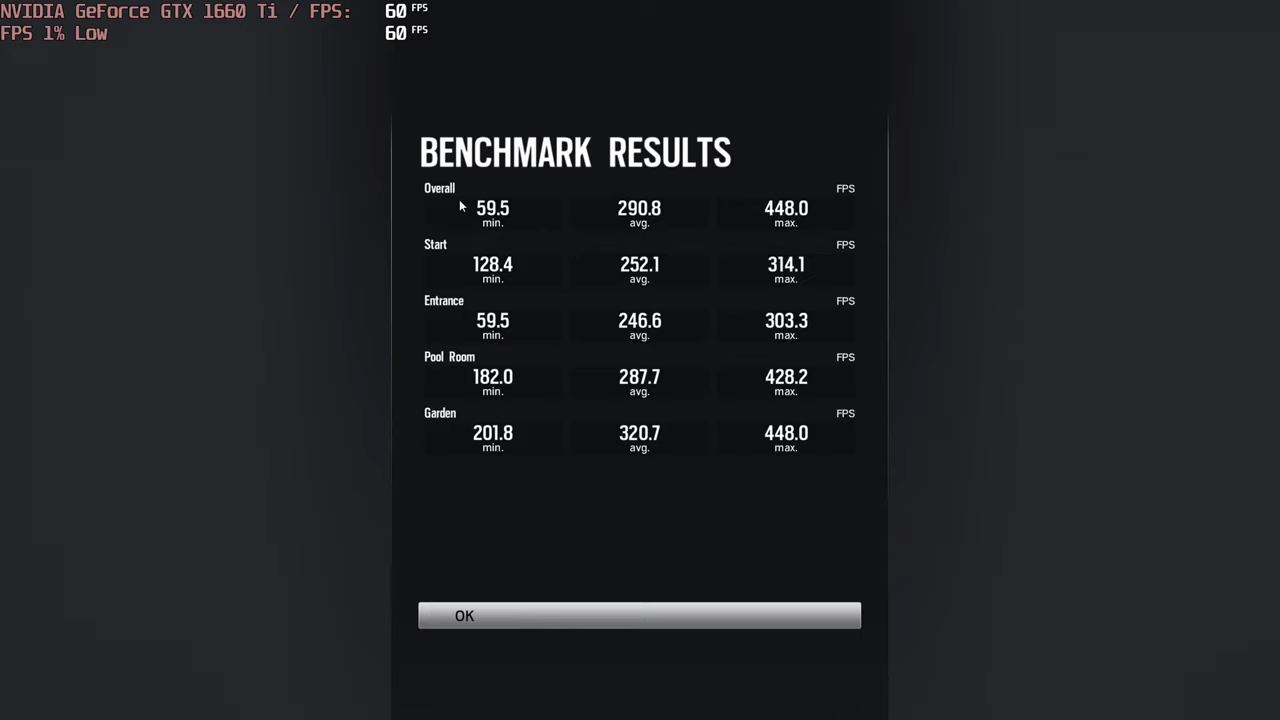 NVIDIA GeForce GTX 1660 Ti / FPS: 60 FPS
FPS 1% Low 60 FPS
BENCHMARK RESULTS
Overall FPS
59.5 290.8 448.0
min. avg. max.
Start FPS
128.4 252.1 314.1
min. avg. max.
Entrance FPS
59.5 246.6 303.3
min. avg. max.
Pool Room FPS
182.0 287.7 428.2
min. avg. max.
Garden FPS
201.8 320.7 448.0
min. avg. max.
OK